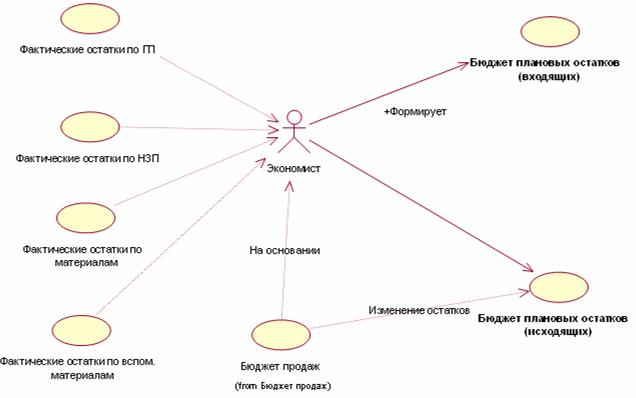 Фактические остатки по ГП
Бюджет плановых остатков
(входящих)
+Формирует
Фактические остатки по НЗП
Экономист
Фактические остатки по
материалам
На основании
Изменение остатков
Бюджет плановых остатков
(исходящих)
Фактические остатки по вспом.
материалам
Бюджет продаж
(from Бюджет продаж)